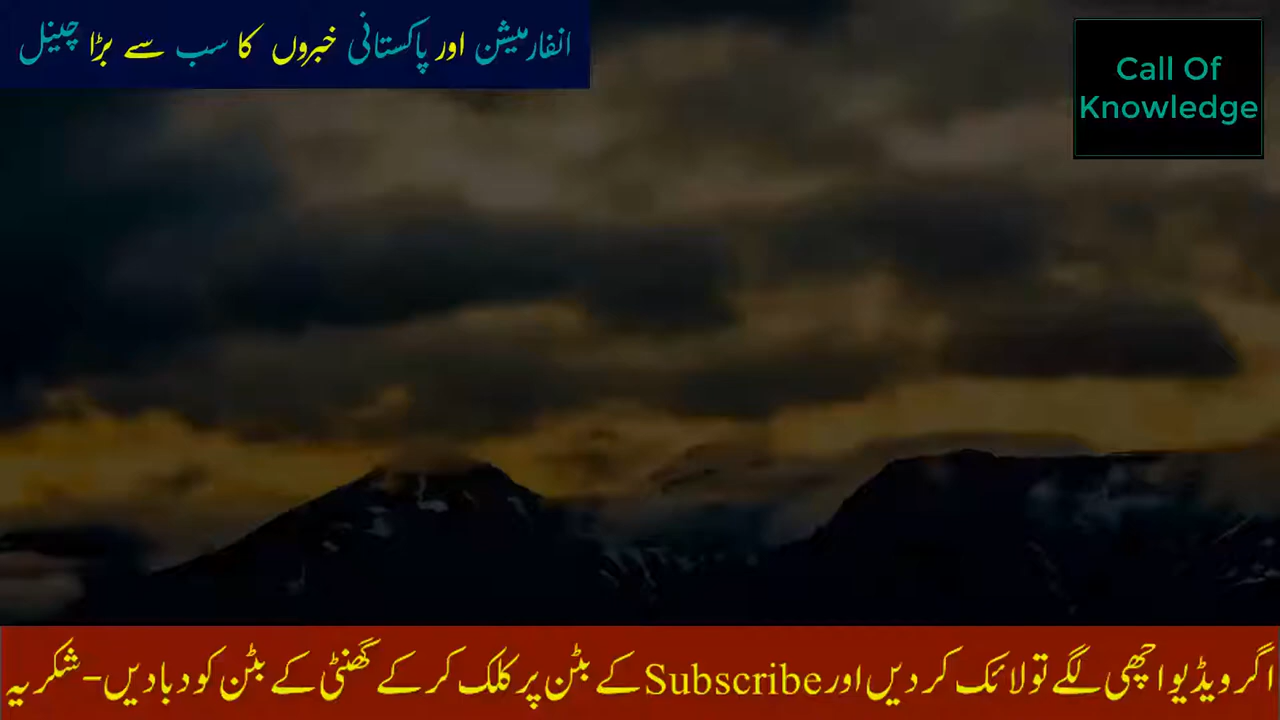 انفارمیشن اور پاکستانی خبروں کا سب سے بڑا چینل
Call Of
Knowledge
اگر ویڈیو اچھی لگے تو لائک کر دیں اور Subscribe کے بٹن پر کلک کر کے گھنٹی کے بٹن کو دبا دیں - شکریہ